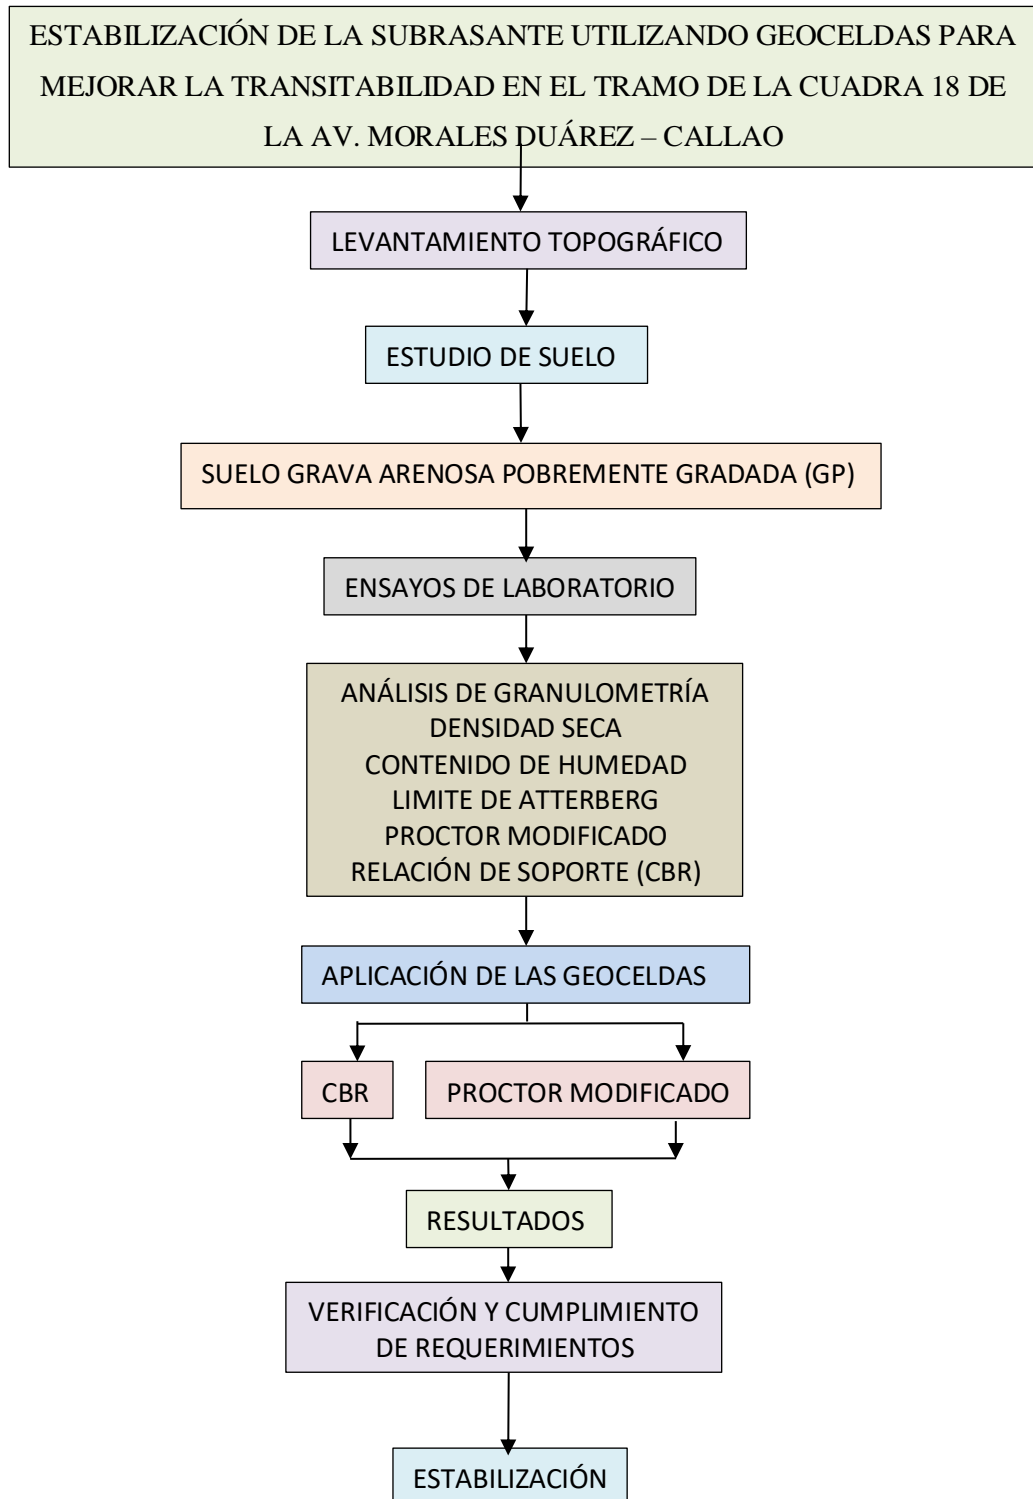 ESTABILIZACIÓN DE LA SUBRASANTE UTILIZANDO GEOCELDAS PARA
MEJORAR LA TRANSITABILIDAD EN EL TRAMO DE LA CUADRA 18 DE
LA AV. MORALES DUÁREZ – CALLAO
LEVANTAMIENTO TOPOGRÁFICO
ESTUDIO DE SUELO
SUELO GRAVA ARENOSA POBREMENTE GRADADA (GP)
ENSAYOS DE LABORATORIO
ANÁLISIS DE GRANULOMETRÍA
DENSIDAD SECA
CONTENIDO DE HUMEDAD
LIMITE DE ATTERBERG
PROCTOR MODIFICADO
RELACIÓN DE SOPORTE (CBR)
APLICACIÓN DE LAS GEOCELDAS
CBR
PROCTOR MODIFICADO
RESULTADOS
VERIFICACIÓN Y CUMPLIMIENTO
DE REQUERIMIENTOS
ESTABILIZACIÓN